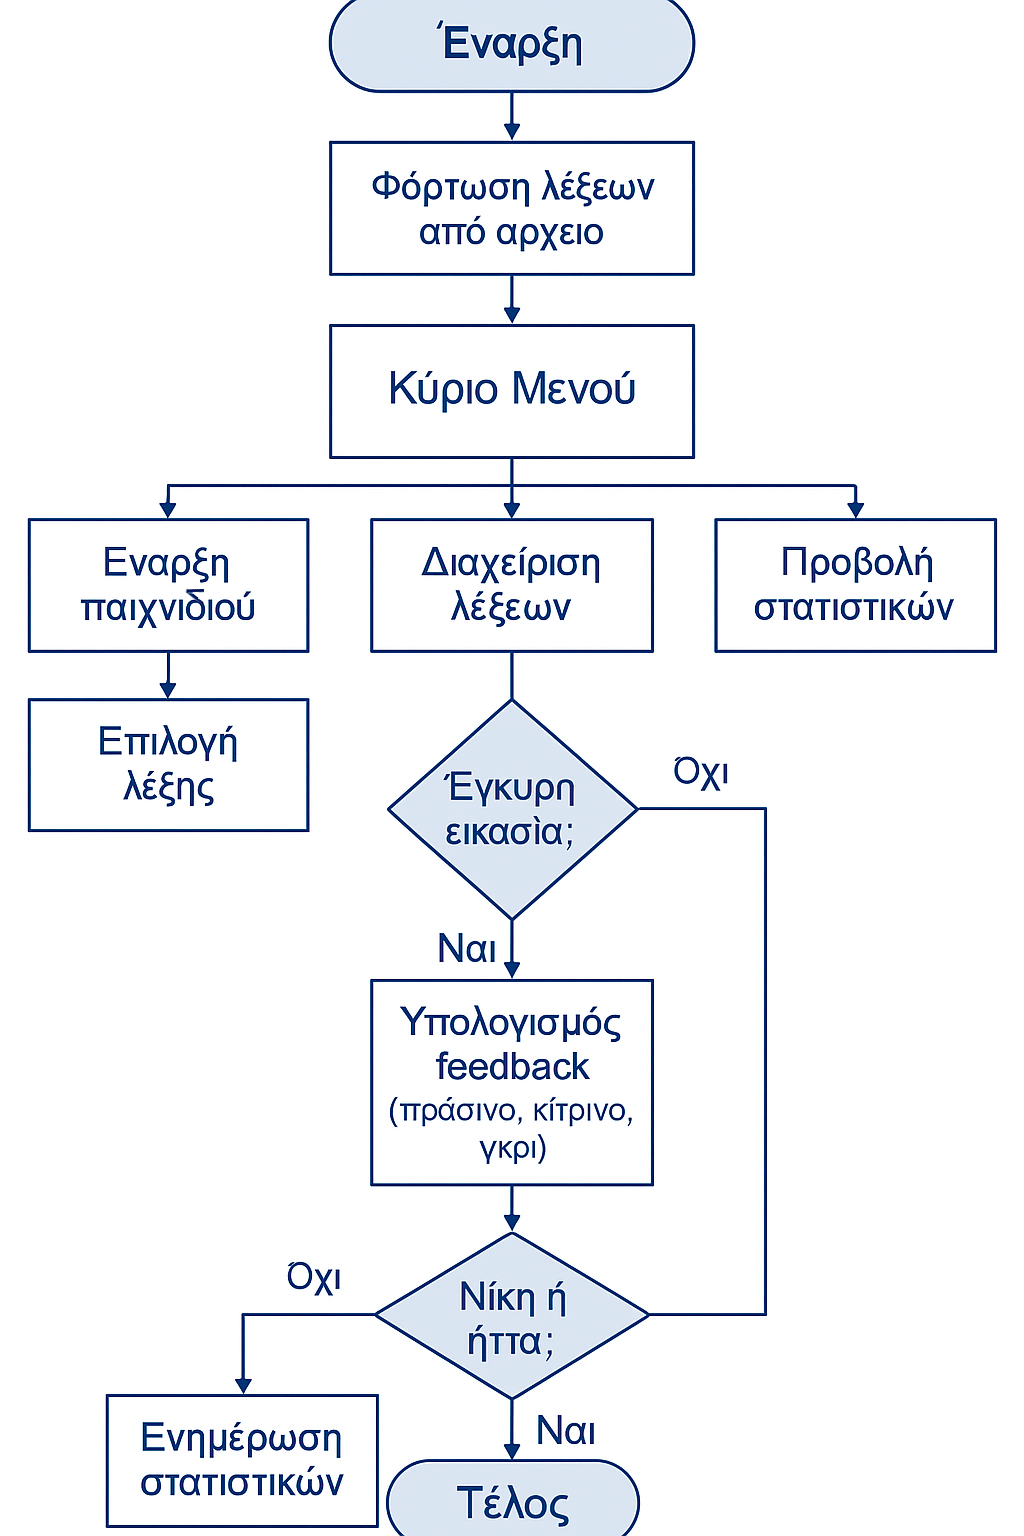 Έναρξη
Φόρτωση λέξεων
από αρχειο
Κύριο Μενού
Εναρξη
παιχνιδιού
Διαχείριση
λέξεων
Προβολή
στατιστικών
Επιλογή
λέξης
Έγκυρη
εικασὶα;
Όχι
Ναι
Υπολογισμός
feedback
(πράσινο, κίτρινο,
γκρι)
Όχι
Νίκη ή
ήττα;
Ναι
Ενημέρωση
στατιστικών
Τέλος